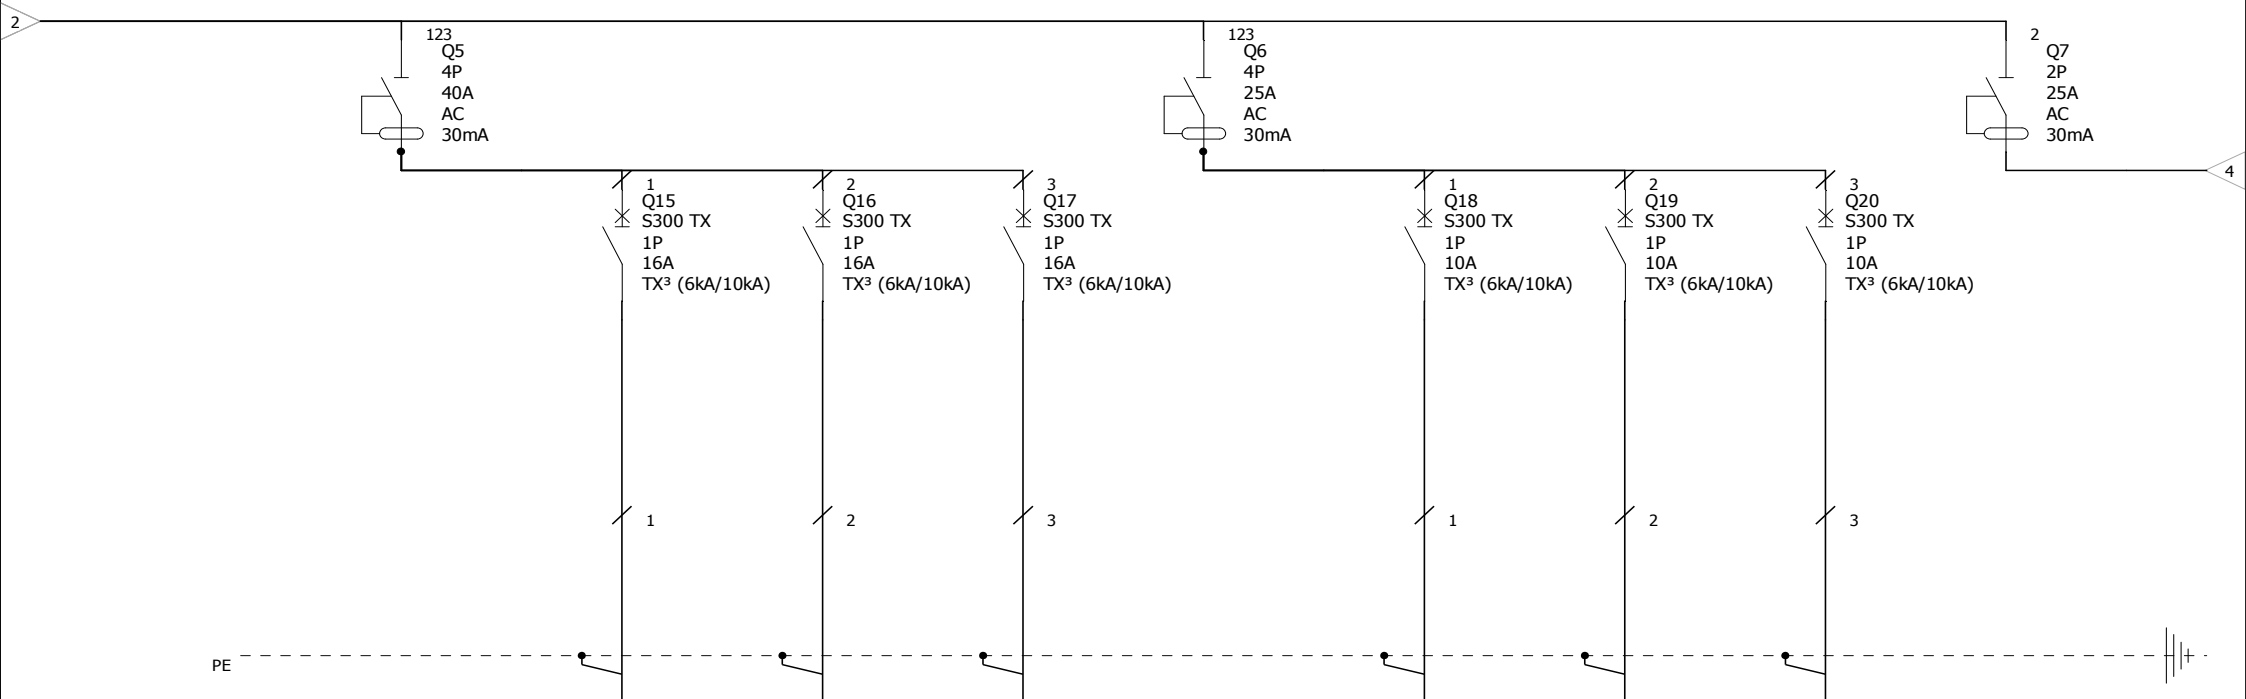 2
123
Q5
4P
40A
AC
30mA
123
Q6
4P
25A
AC
30mA
2
Q7
2P
25A
AC
30mA
4
1
Q15
S300 TX
1P
16A
TX³ (6kA/10kA)
2
Q16
S300 TX
1P
16A
TX³ (6kA/10kA)
3
Q17
S300 TX
1P
16A
TX³ (6kA/10kA)
1
Q18
S300 TX
1P
10A
TX³ (6kA/10kA)
2
Q19
S300 TX
1P
10A
TX³ (6kA/10kA)
3
Q20
S300 TX
1P
10A
TX³ (6kA/10kA)
1
2
3
1
2
3
PE